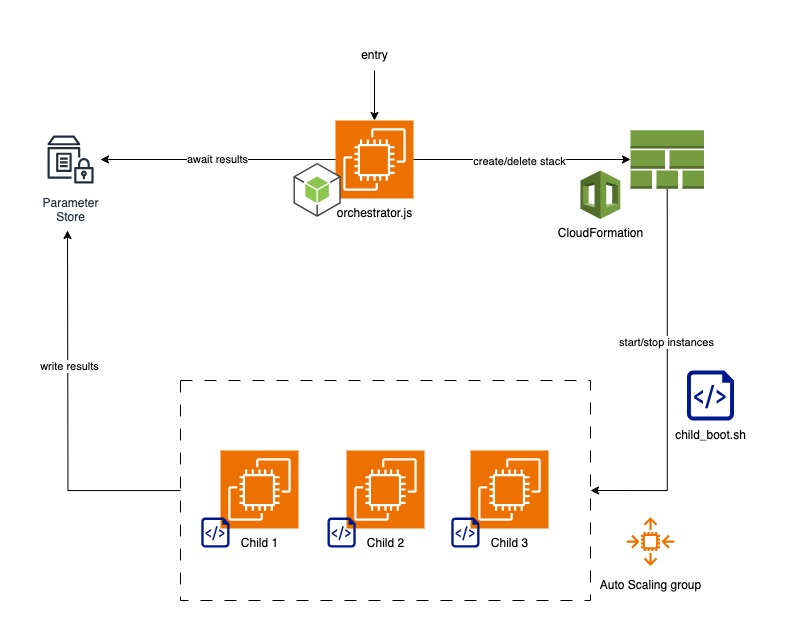 entry
await results
create/delete stack
Parameter
Store
orchestrator.js
CloudFormation
start/stop instances
write results
</>
child_boot.sh
</>
Child 1
</>
Child 2
</>
Child 3
Auto Scaling group